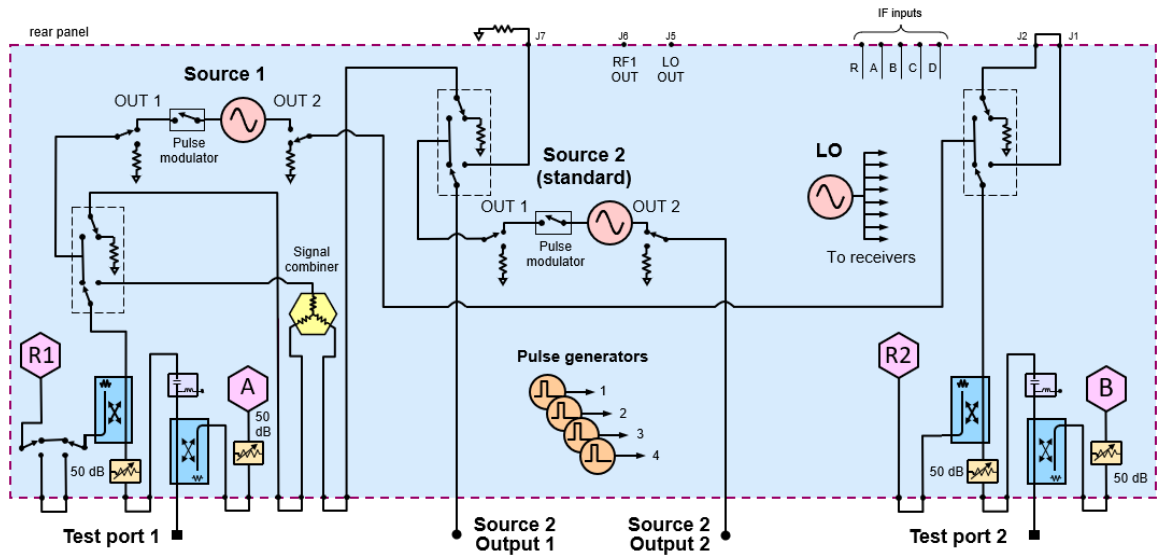 rear panel
J7
J6
J5
IF inputs
J2
J1
RF1
OUT
LO
OUT
R
A
B
C
D
Source 1
OUT 1
OUT 2
Pulse
modulator
Source 2
(standard)
OUT 1
OUT 2
Pulse
modulator
LO
To receivers
Signal
combiner
R1
A
50
dB
50 dB
Pulse generators
1
2
3
4
R2
B
50 dB
50 dB
Test port 1
Source 2
Output 1
Source 2
Output 2
Test port 2